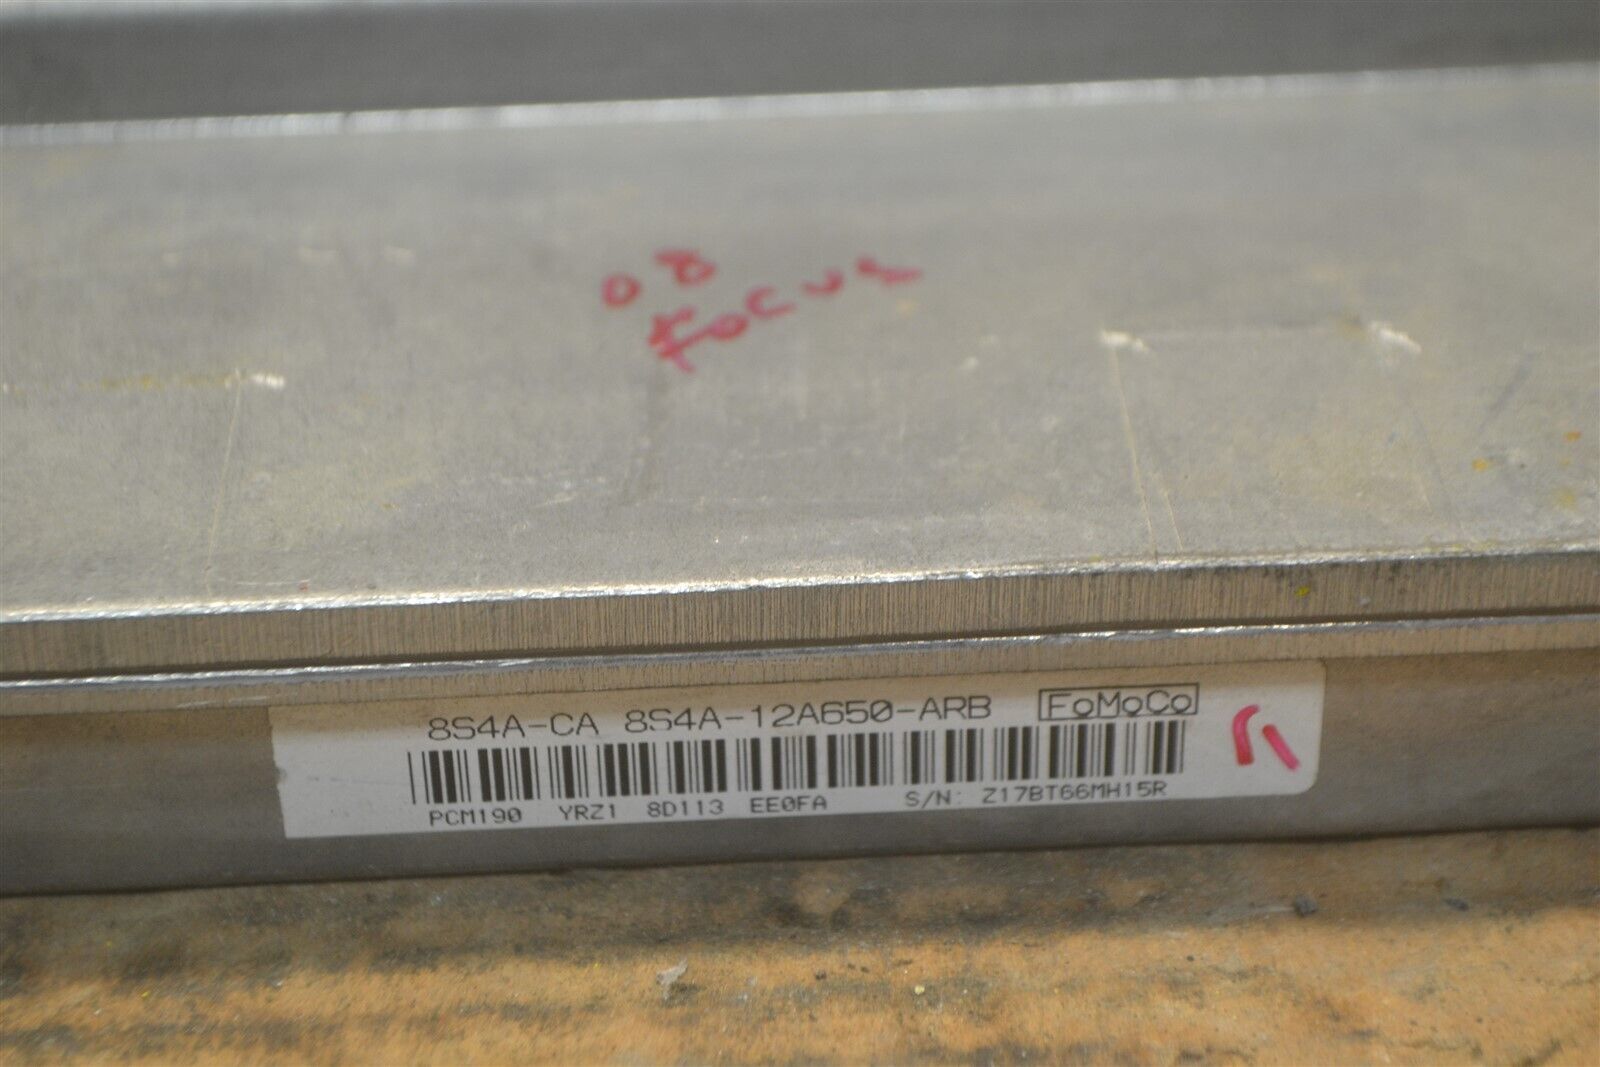 08
Focus
8S4A-CA 8S4A-12A650-ARB FoMoCo
PCM190 YRZ1 8D113 EE0FA S/N: Z17BT66MH15R